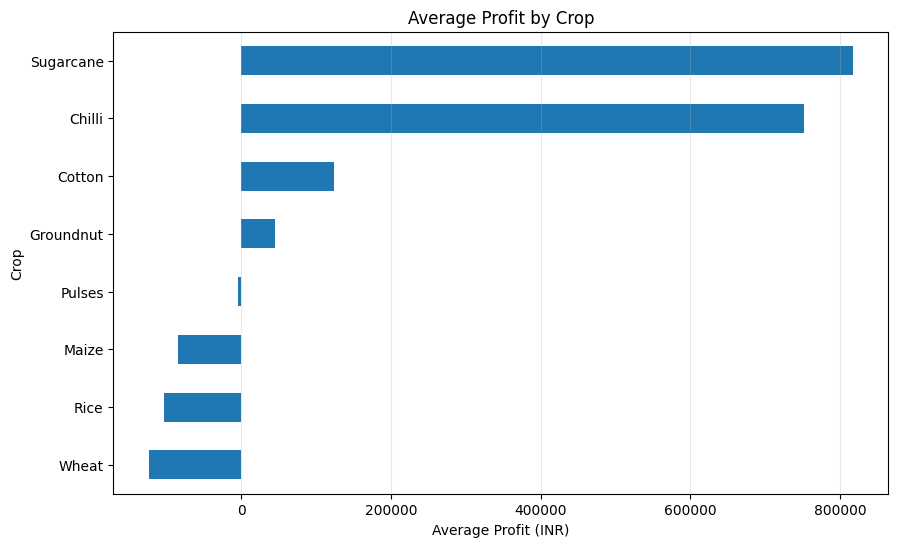 Average Profit by Crop
Sugarcane
Chilli
Cotton
Groundnut
Pulses
Maize
Rice
Wheat
Crop
0 200000 400000 600000 800000
Average Profit (INR)